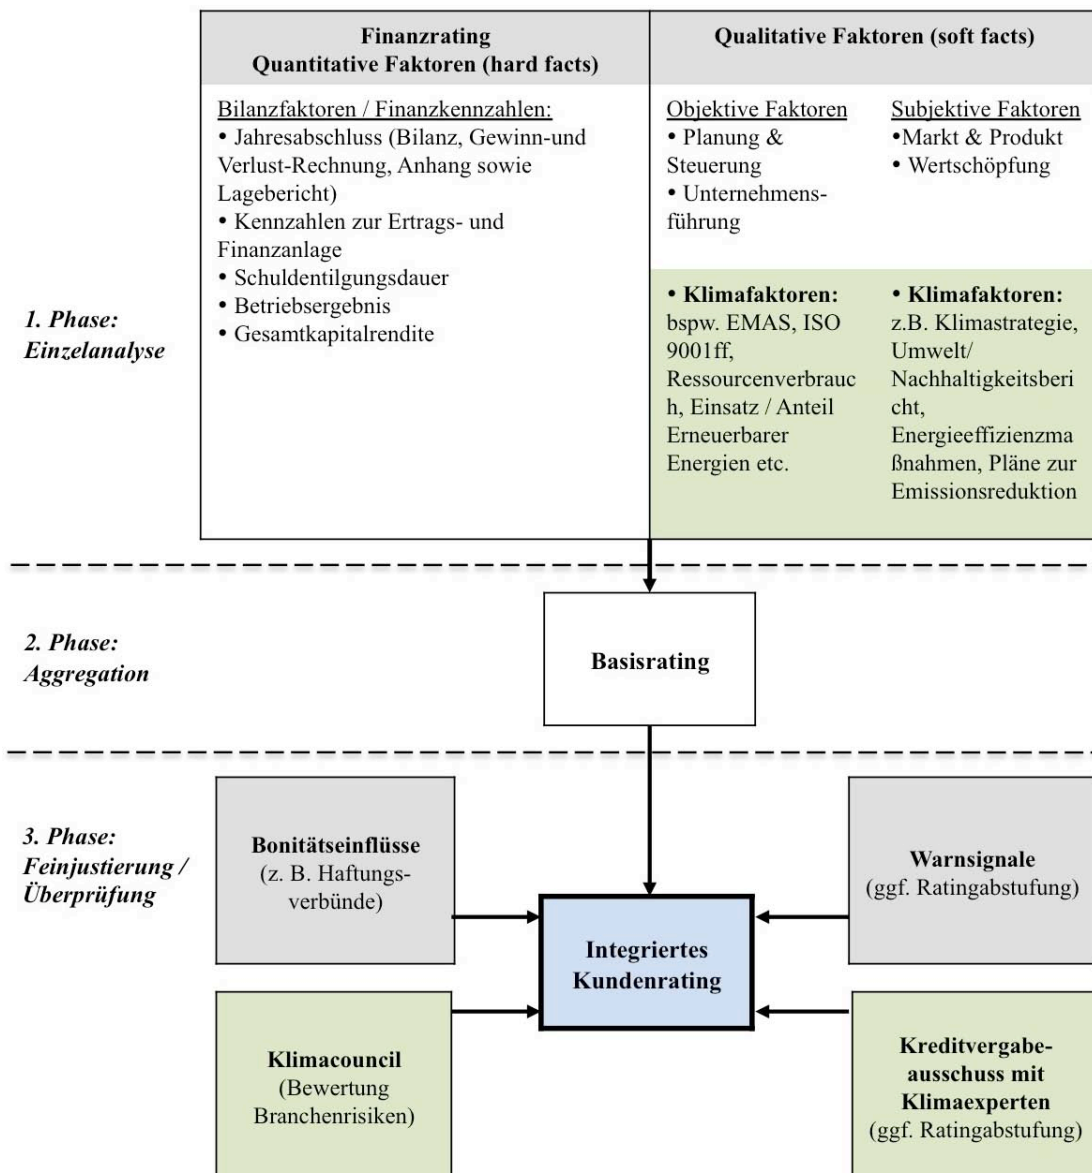 Finanzrating
Quantitative Faktoren (hard facts)
Qualitative Faktoren (soft facts)
Bilanzfaktoren / Finanzkennzahlen:
• Jahresabschluss (Bilanz, Gewinn-und
Verlust-Rechnung, Anhang sowie
Lagebericht)
• Kennzahlen zur Ertrags- und
Finanzanlage
• Schuldentilgungsdauer
• Betriebsergebnis
• Gesamtkapitalrendite
Objektive Faktoren
• Planung &
Steuerung
• Unternehmens-
führung
Subjektive Faktoren
•Markt & Produkt
• Wertschöpfung
1. Phase:
Einzelanalyse
• Klimafaktoren:
bspw. EMAS, ISO
9001ff,
Ressourcenverbrauc
h, Einsatz / Anteil
Erneuerbarer
Energien etc.
• Klimafaktoren:
z.B. Klimastrategie,
Umwelt/
Nachhaltigkeitsberi
cht,
Energieeffizienzma
ßnahmen, Pläne zur
Emissionsreduktion
2. Phase:
Aggregation
Basisrating
3. Phase:
Feinjustierung /
Überprüfung
Bonitätseinflüsse
(z. B. Haftungs-
verbünde)
Warnsignale
(ggf. Ratingabstufung)
Integriertes
Kundenrating
Klimacouncil
(Bewertung
Branchenrisiken)
Kreditvergabe-
ausschuss mit
Klimaexperten
(ggf. Ratingabstufung)